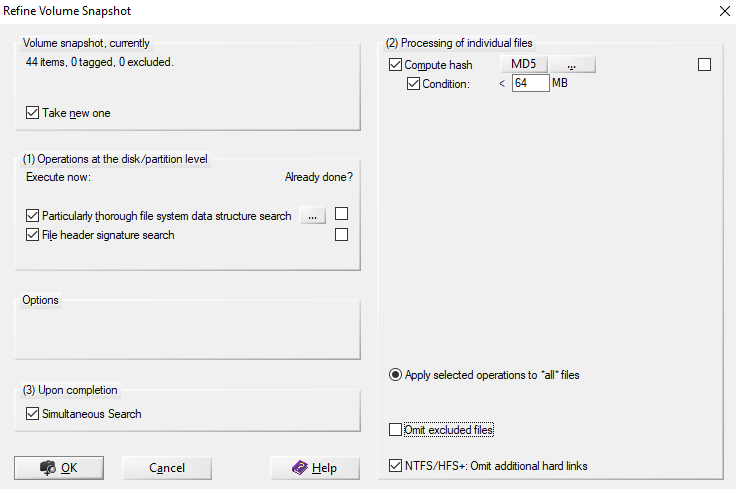 Refine Volume Snapshot
Volume snapshot, currently
44 items, 0 tagged, 0 excluded.
Take new one
(1) Operations at the disk/partition level
Execute now: Already done?
Particularly thorough file system data structure search ...
File header signature search
Options
(3) Upon completion
Simultaneous Search
OK Cancel Help
(2) Processing of individual files
Compute hash MD5 ...
Condition: < 64 MB
Apply selected operations to *all* files
Omit excluded files
NTFS/HFS+: Omit additional hard links